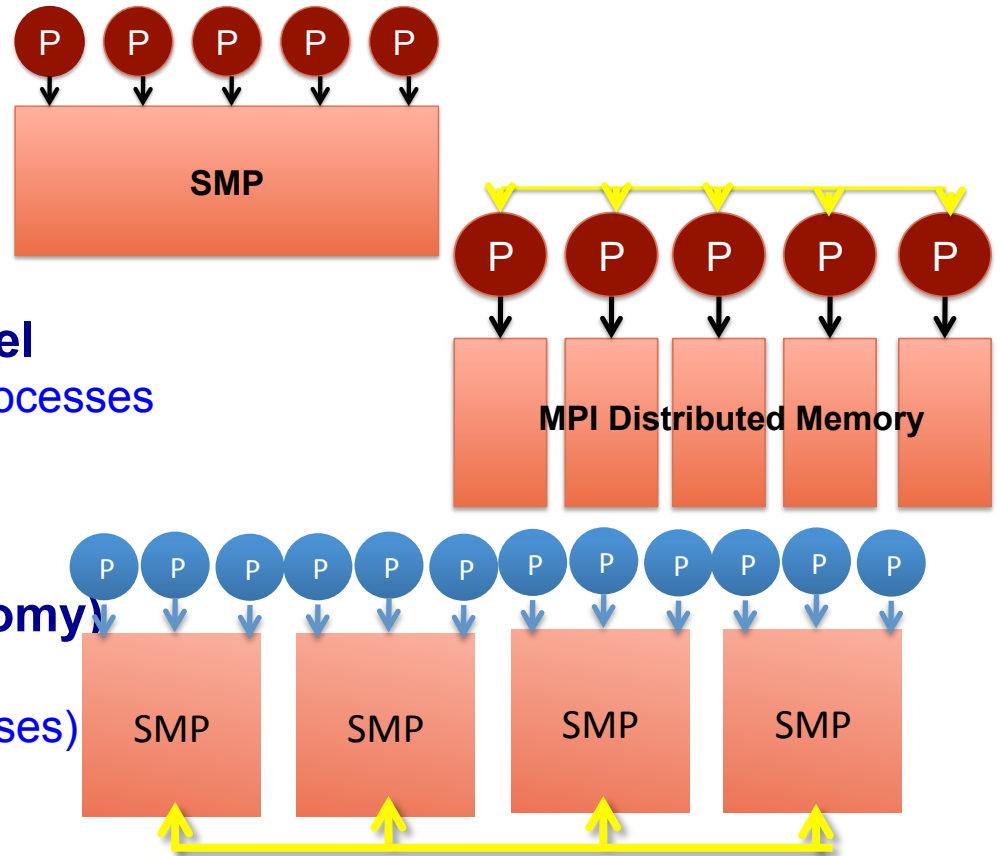 P P P P P
SMP
P P P P P
el
ocesses
MPI Distributed Memory
P P P P P P P P P P P P
omy)
ses)
SMP SMP SMP SMP